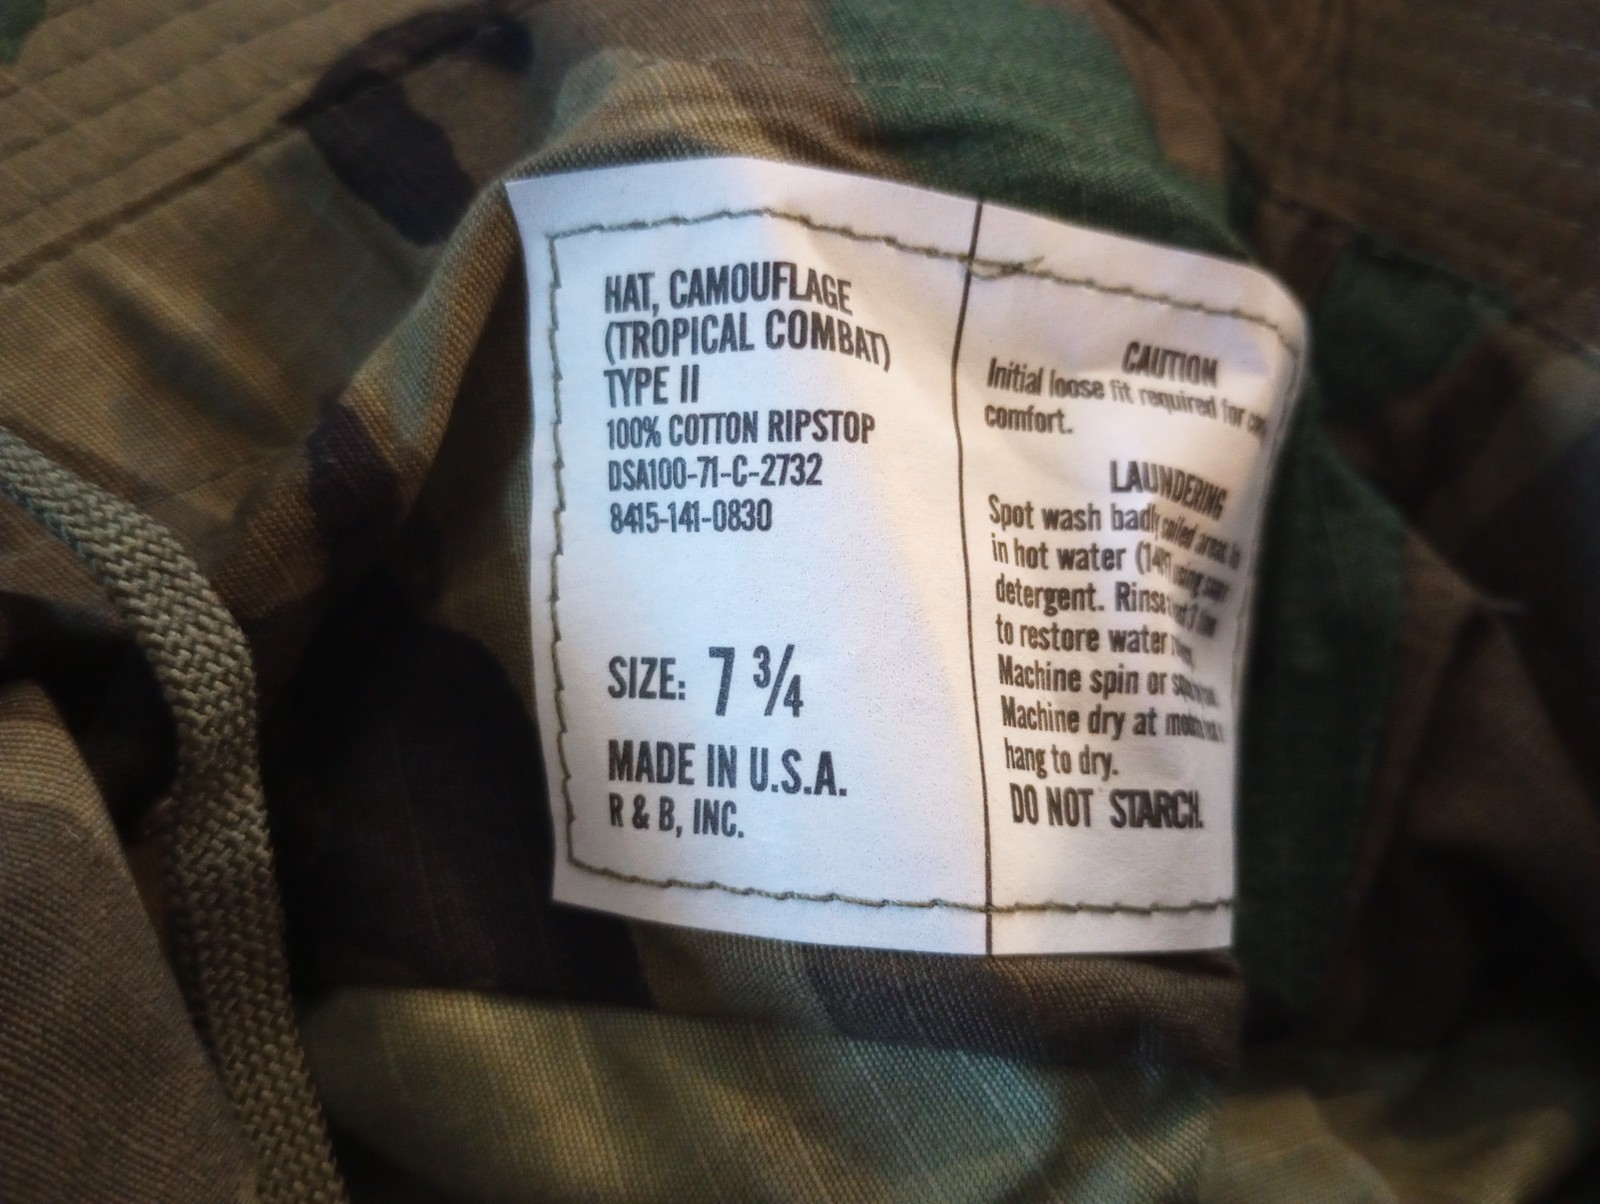 HAT, CAMOUFLAGE
(TROPICAL COMBAT)
TYPE II
100% COTTON RIPSTOP
DSA100-71-C-2732
8415-141-0830
SIZE: 7 3/4
MADE IN U.S.A.
R & B, INC.
CAUTION
Initial loose fit required for
comfort.
LAUNDERING
Spot wash badly
in hot water using
detergent. Rinse
to restore water
Machine spin or
Machine dry at
hang to dry.
DO NOT STARCH.